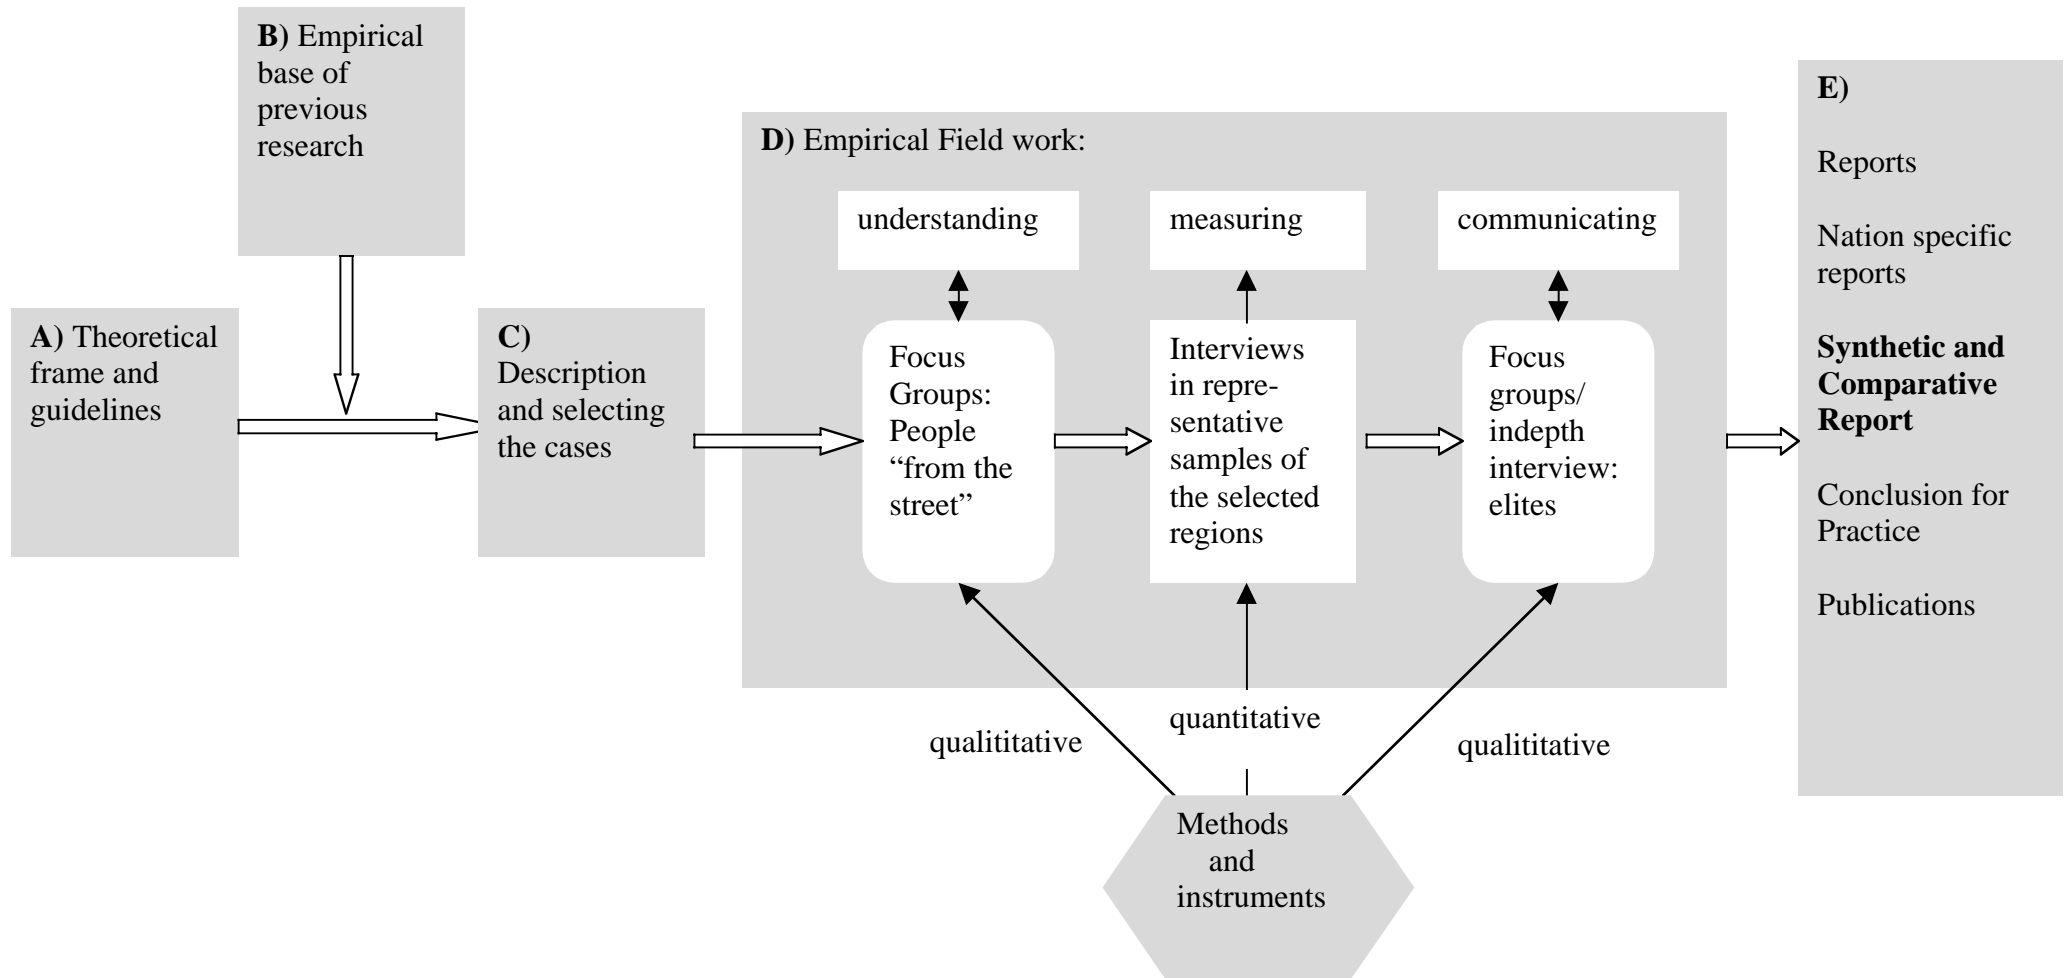 B) Empirical
base of
previous
research
A) Theoretical
frame and
guidelines
C)
Description
and selecting
the cases
D) Empirical Field work:
understanding
measuring
communicating
Focus
Groups:
People
“from the
street”
Interviews
in repre-
sentative
samples of
the selected
regions
Focus
groups/
indepth
interview:
elites
qualititative
quantitative
qualititative
Methods
and
instruments
E)
Reports
Nation specific
reports
Synthetic and
Comparative
Report
Conclusion for
Practice
Publications